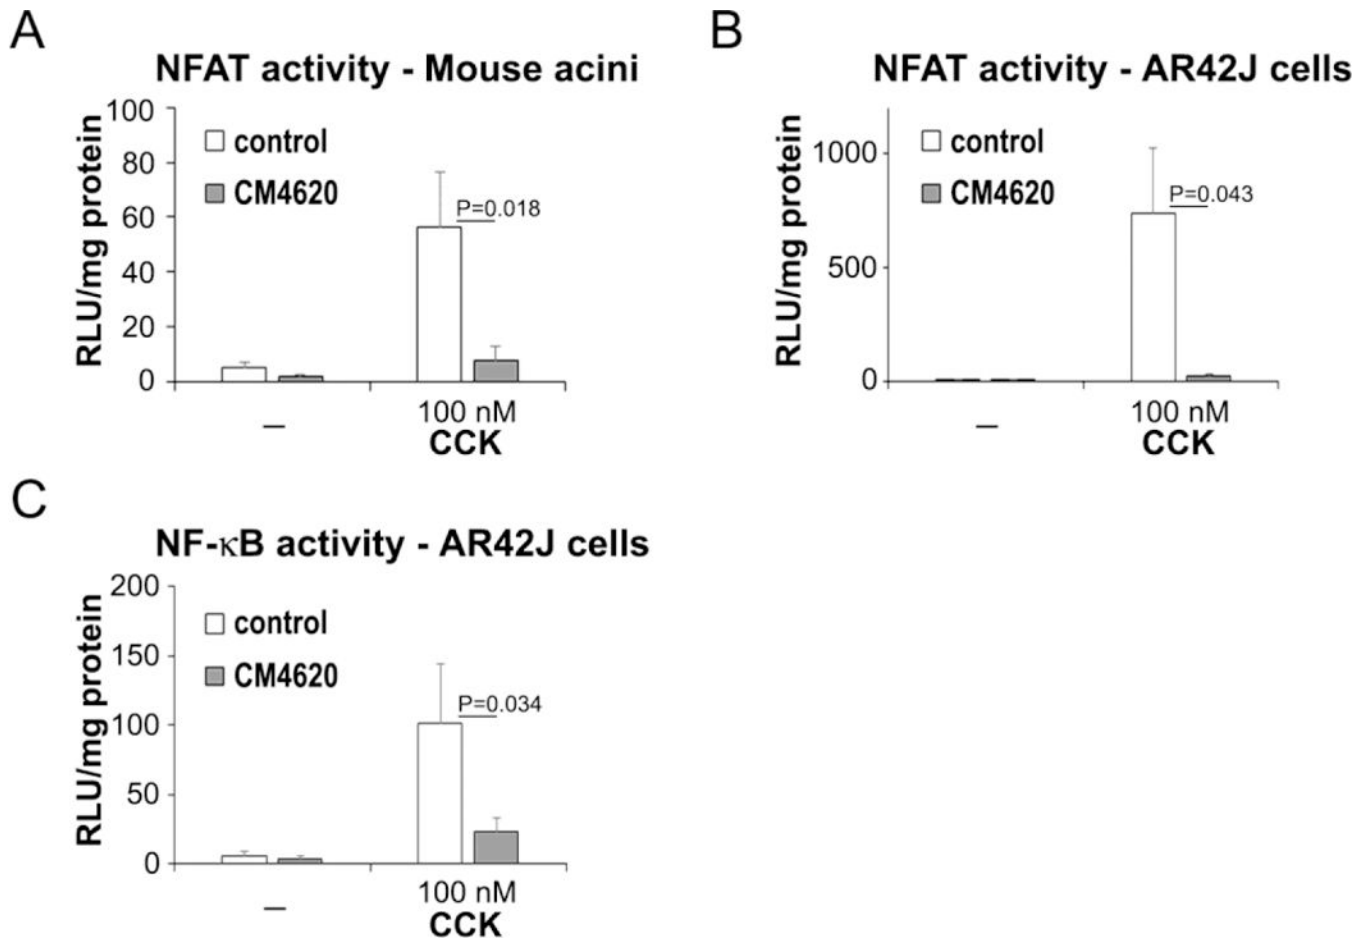 A
NFAT activity - Mouse acini
RLU/mg protein
100
80
60
40
20
0
control
CM4620
P=0.018
–
100 nM
CCK
B
NFAT activity - AR42J cells
RLU/mg protein
1000
500
0
control
CM4620
P=0.043
–
100 nM
CCK
C
NF-κB activity - AR42J cells
RLU/mg protein
200
150
100
50
0
control
CM4620
P=0.034
–
100 nM
CCK